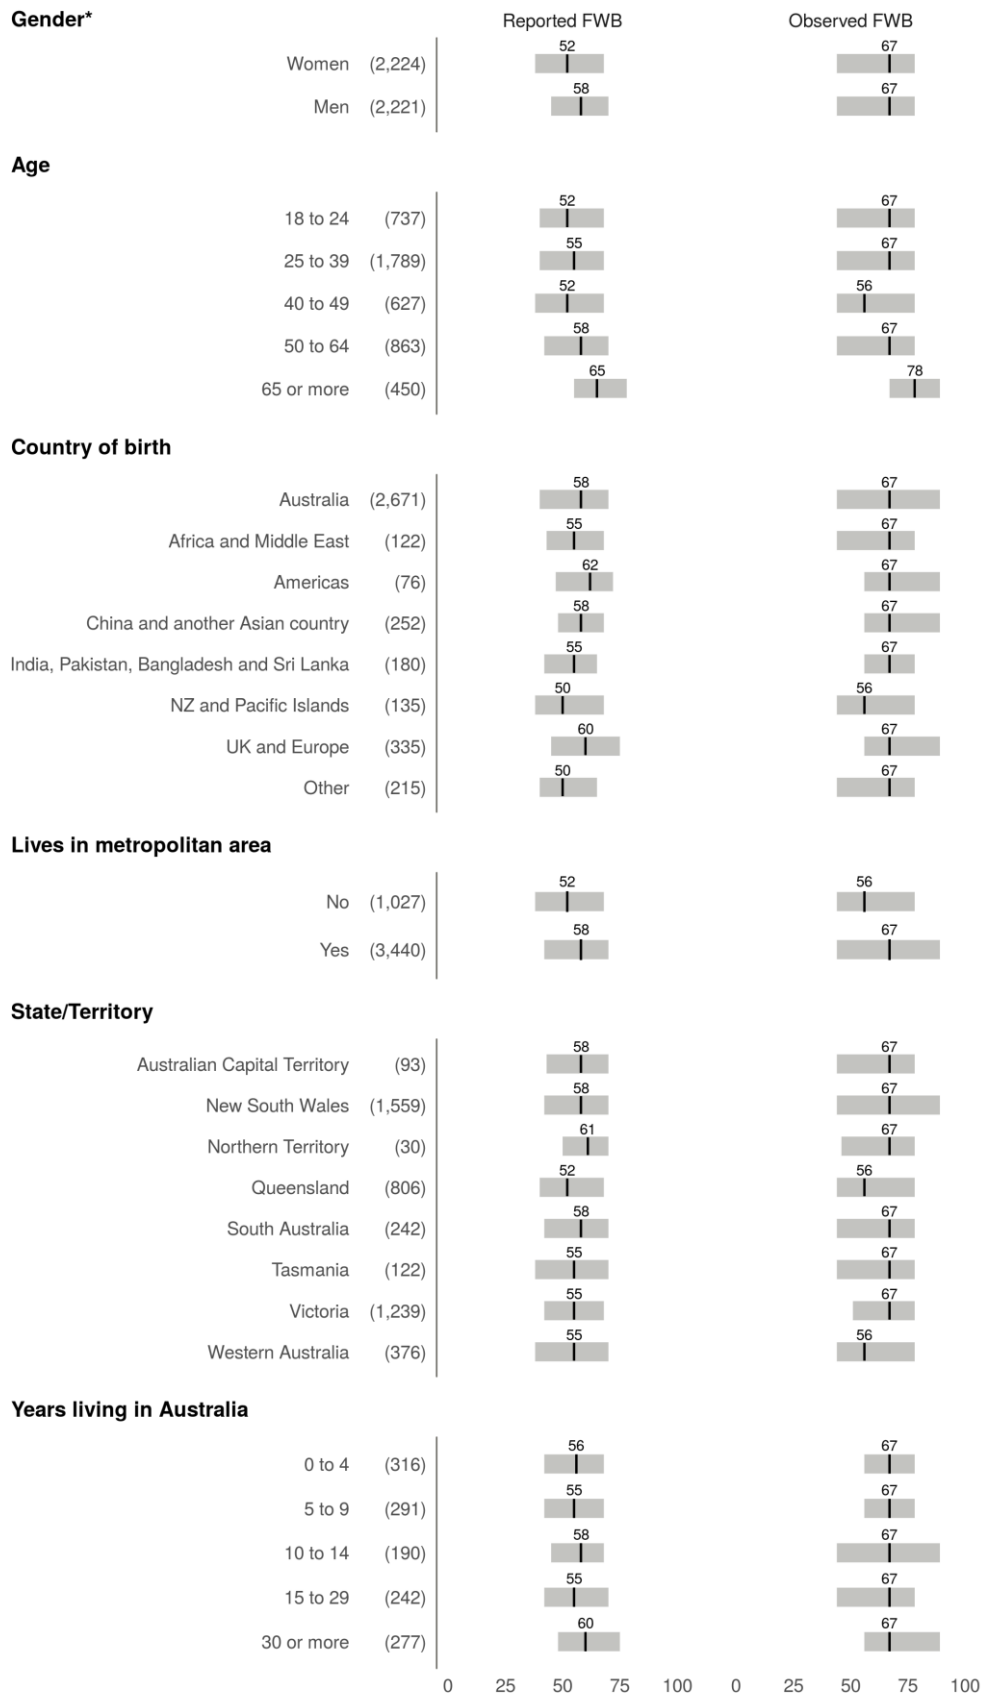 Gender* Reported FWB Observed FWB
52 67
Women (2,224)
58 67
Men (2,221)
Age
52 67
18 to 24 (737)
55 67
25 to 39 (1,789)
52 56
40 to 49 (627)
58 67
50 to 64 (863)
65 78
65 or more (450)
Country of birth
58 67
Australia (2,671)
55 67
Africa and Middle East (122)
62 67
Americas (76)
58 67
China and another Asian country (252)
55 67
India, Pakistan, Bangladesh and Sri Lanka (180)
50 56
NZ and Pacific Islands (135)
60 67
UK and Europe (335)
50 67
Other (215)
Lives in metropolitan area
52 56
No (1,027)
58 67
Yes (3,440)
State/Territory
58 67
Australian Capital Territory (93)
58 67
New South Wales (1,559)
61 67
Northern Territory (30)
52 56
Queensland (806)
58 67
South Australia (242)
55 67
Tasmania (122)
55 67
Victoria (1,239)
55 56
Western Australia (376)
Years living in Australia
56 67
0 to 4 (316)
55 67
5 to 9 (291)
58 67
10 to 14 (190)
55 67
15 to 29 (242)
60 67
30 or more (277)
0 25 50 75 100 0 25 50 75 100